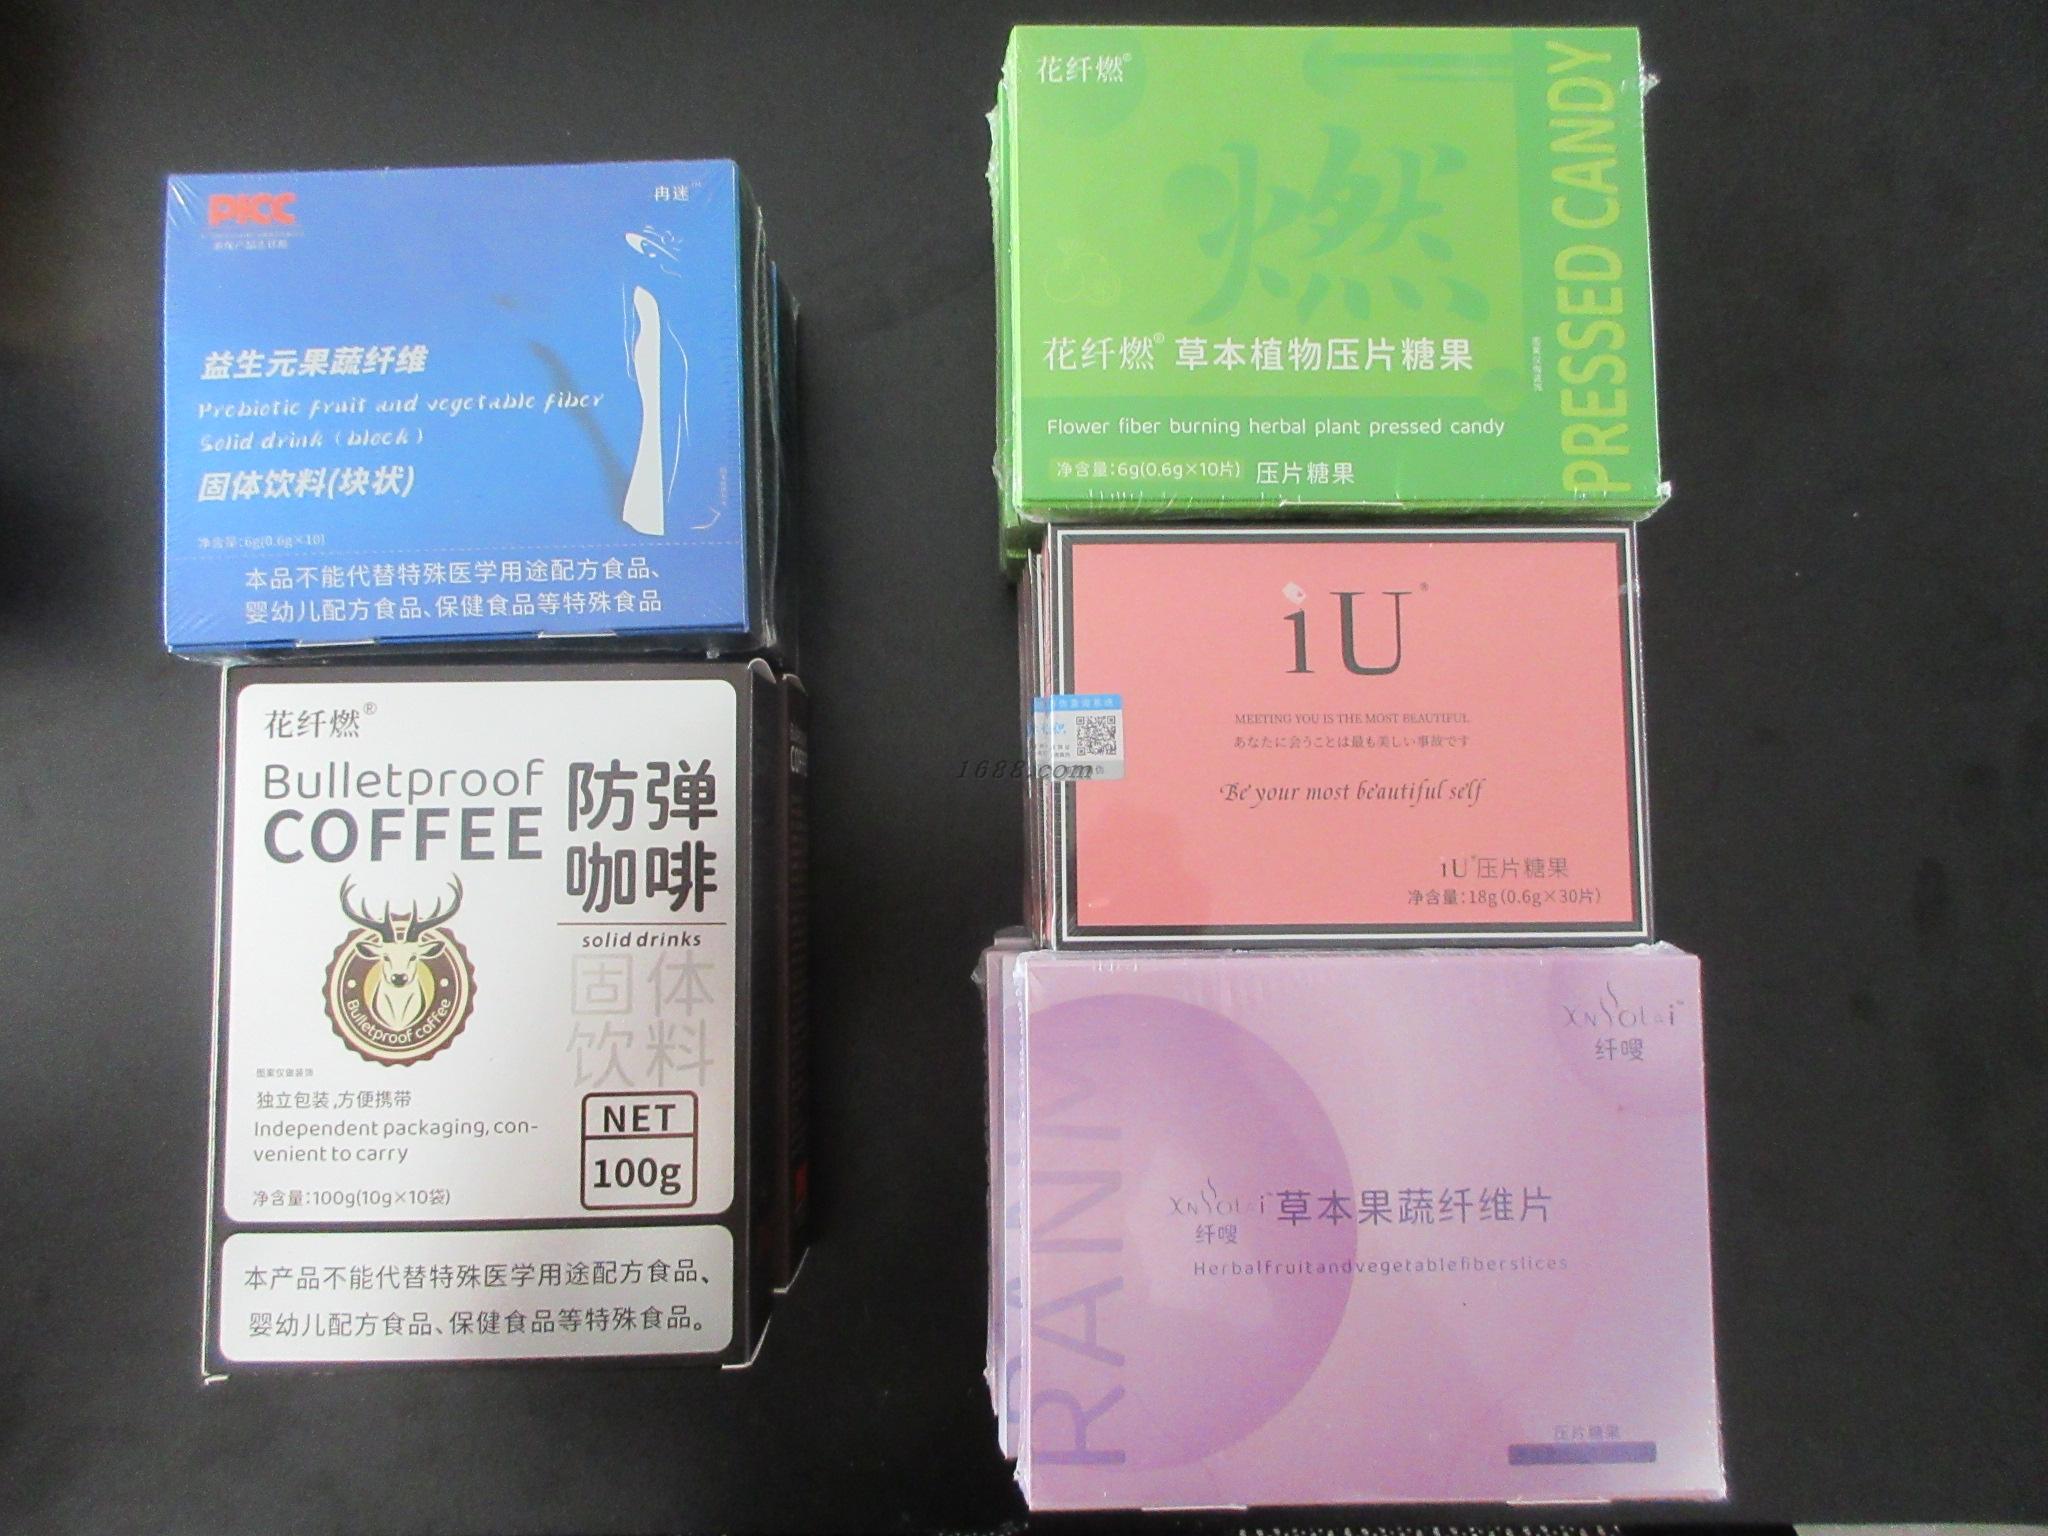 PICC
冉迷™
益生元果蔬纤维
Prebiotic fruit and vegetable fiber
Solid drink (block)
固体饮料(块状)
净含量:6g(0.6g×10)
本品不能代替特殊医学用途配方食品、
婴幼儿配方食品、保健食品等特殊食品
花纤燃®
Bulletproof
COFFEE
防弹
咖啡
solid drinks
固体
饮料
Bulletproof coffee
图案仅做装饰
独立包装,方便携带
Independent packaging, con-
venient to carry
净含量:100g(10g×10袋)
NET
100g
本产品不能代替特殊医学用途配方食品、
婴幼儿配方食品、保健食品等特殊食品。
花纤燃®
燃
PRESSED CANDY
花纤燃® 草本植物压片糖果
Flower fiber burning herbal plant pressed candy
净含量:6g(0.6g×10片) 压片糖果
iU®
MEETING YOU IS THE MOST BEAUTIFUL
あなたに会うことは最も美しい事故です
Be your most beautiful self
iU®压片糖果
净含量:18g(0.6g×30片)
1688.com
纤嗖
RANMI
纤嗖
草本果蔬纤维片
Herbalfruitandvegetablefiberslices
压片糖果